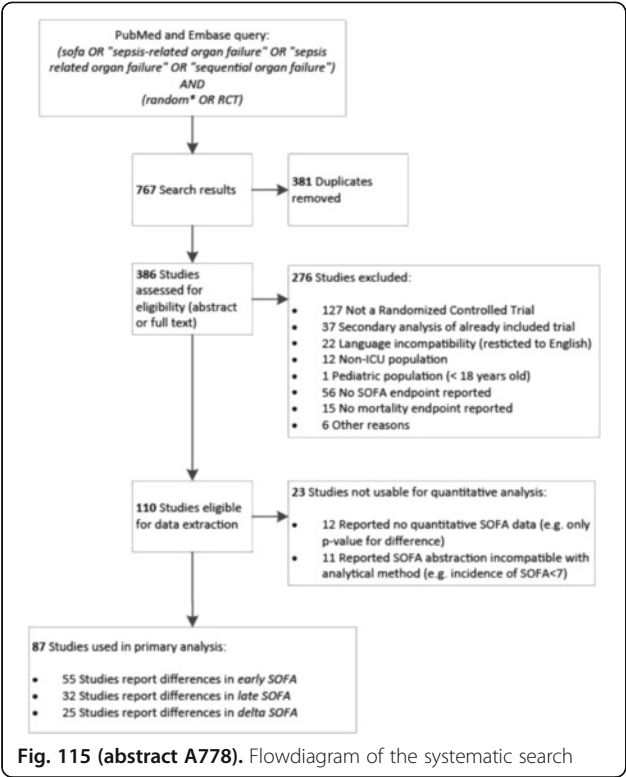 PubMed and Embase query:
(sofa OR "sepsis-related organ failure" OR "sepsis
related organ failure" OR "sequential organ failure")
AND
(random* OR RCT)
767 Search results
381 Duplicates
removed
386 Studies
assessed for
eligibility (abstract
or full text)
276 Studies excluded:
• 127 Not a Randomized Controlled Trial
• 37 Secondary analysis of already included trial
• 22 Language incompatibility (resticted to English)
• 12 Non-ICU population
• 1 Pediatric population (< 18 years old)
• 56 No SOFA endpoint reported
• 15 No mortality endpoint reported
• 6 Other reasons
110 Studies eligible
for data extraction
23 Studies not usable for quantitative analysis:
• 12 Reported no quantitative SOFA data (e.g. only
p-value for difference)
• 11 Reported SOFA abstraction incompatible with
analytical method (e.g. incidence of SOFA<7)
87 Studies used in primary analysis:
• 55 Studies report differences in early SOFA
• 32 Studies report differences in late SOFA
• 25 Studies report differences in delta SOFA
Fig. 115 (abstract A778). Flowdiagram of the systematic search